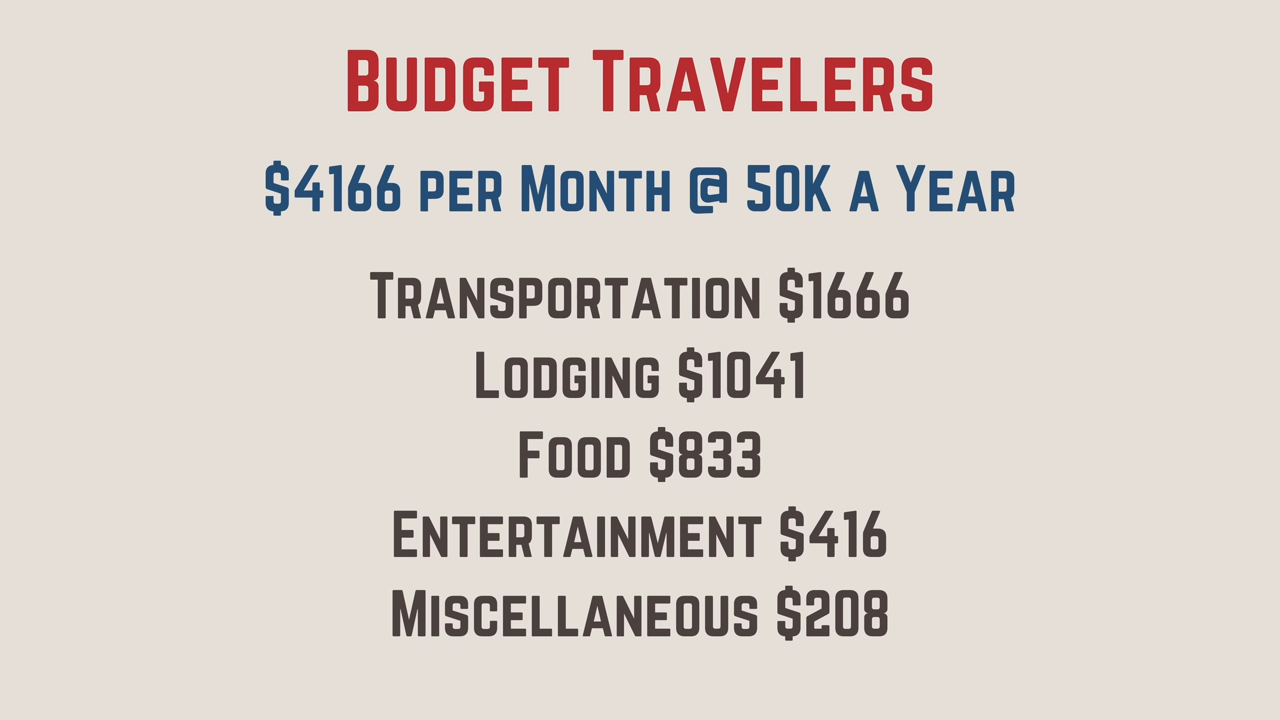 Budget Travelers
$4166 per Month @ 50K a Year
Transportation $1666
Lodging $1041
Food $833
Entertainment $416
Miscellaneous $208